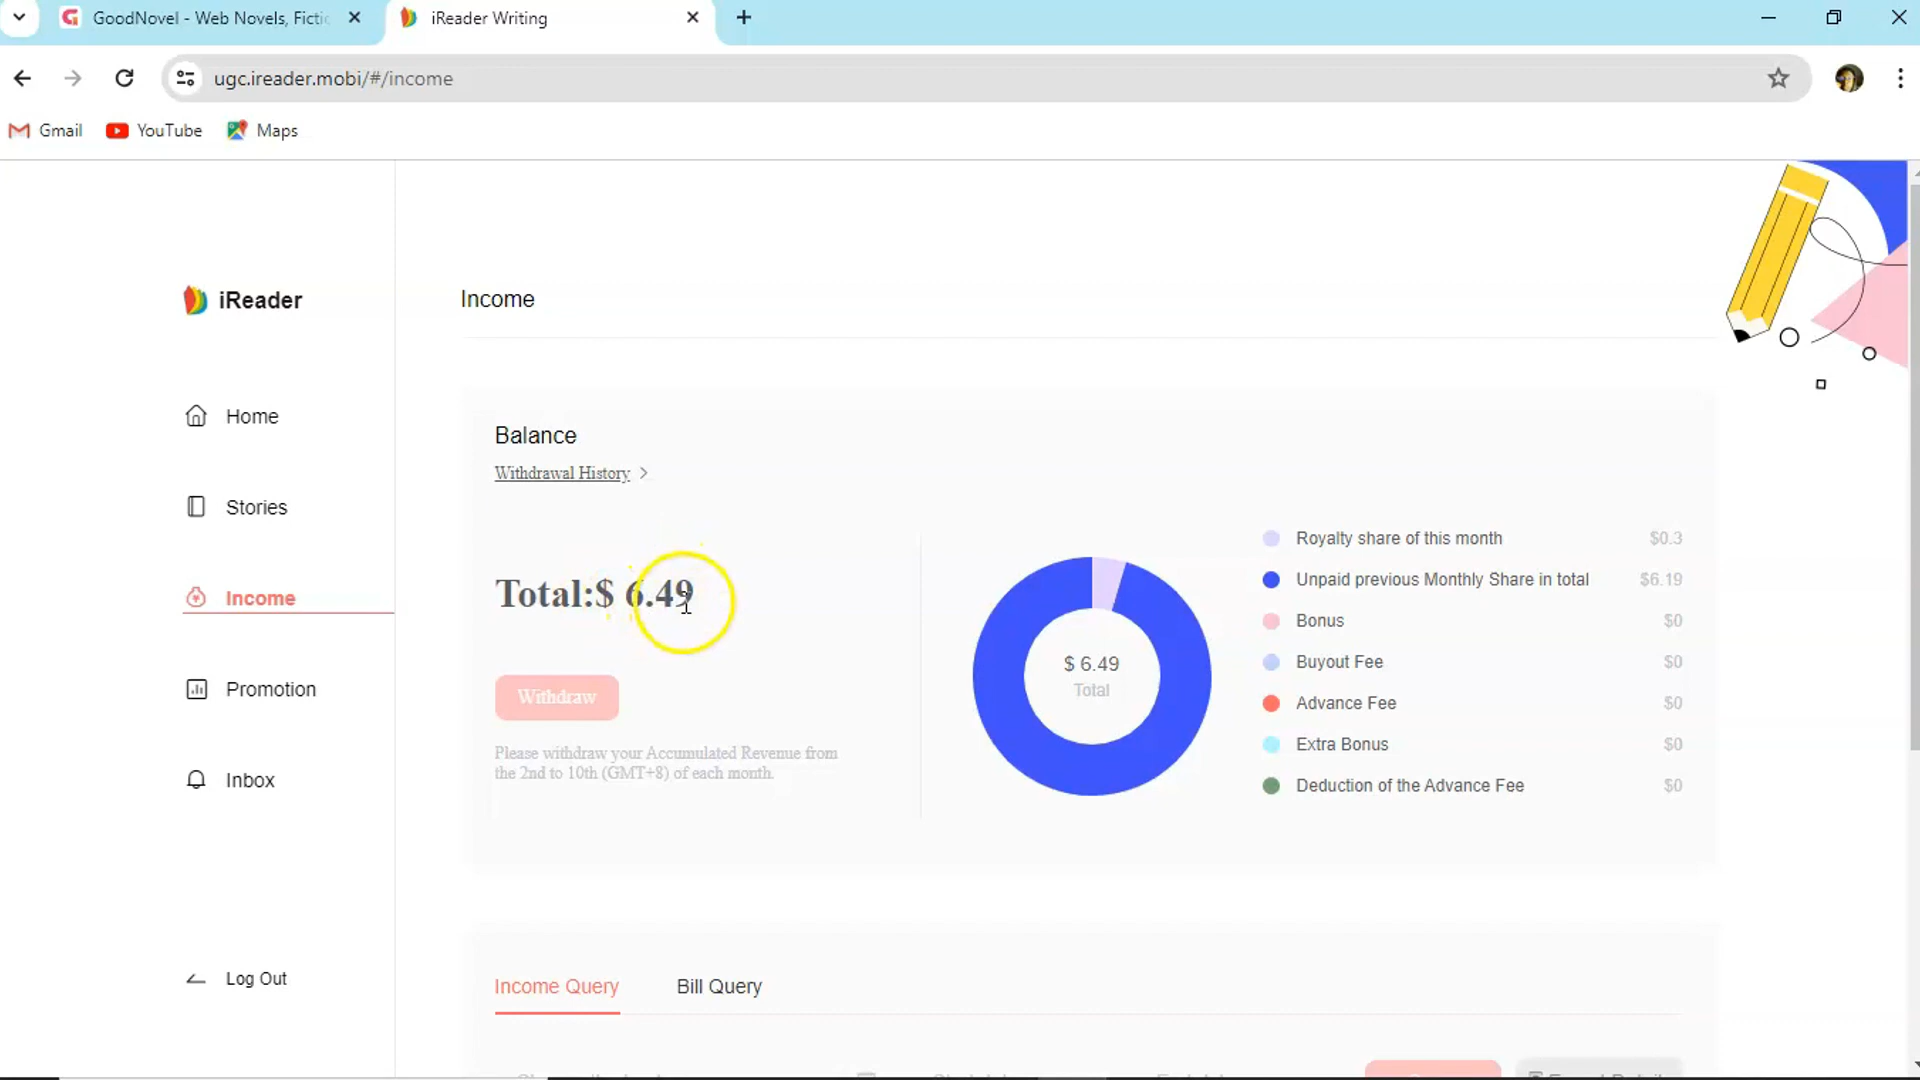 GoodNovel - Web Novels, Fictic
iReader Writing
ugc.ireader.mobi/#/income
Gmail
YouTube
Maps
iReader
Home
Stories
Income
Promotion
Inbox
Log Out
Income
Balance
Withdrawal History >
Total:$ 6.49
Withdraw
Please withdraw your Accumulated Revenue from
the 2nd to 10th (GMT+8) of each month.
$ 6.49
Total
Royalty share of this month $0.3
Unpaid previous Monthly Share in total $6.19
Bonus $0
Buyout Fee $0
Advance Fee $0
Extra Bonus $0
Deduction of the Advance Fee $0
Income Query Bill Query